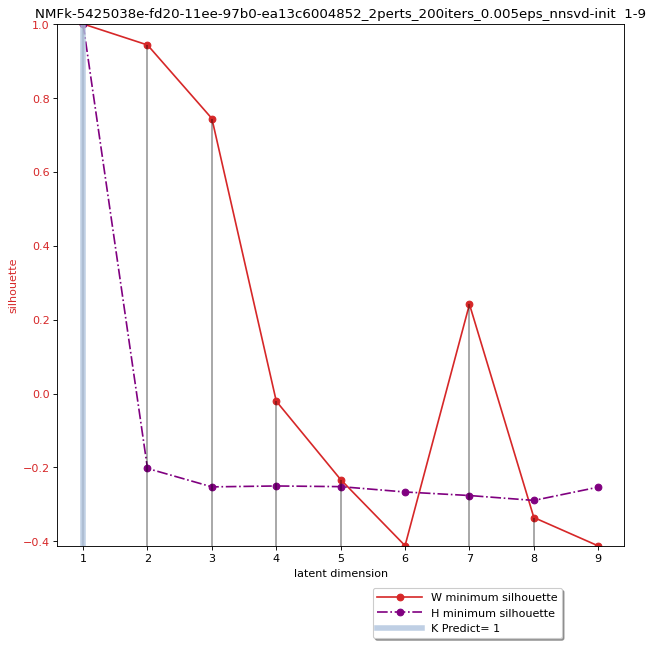 NMFk-5425038e-fd20-11ee-97b0-ea13c6004852_2perts_200iters_0.005eps_nnsvd-init  1-9
1.0
0.8
0.6
0.4
0.2
0.0
−0.2
−0.4
silhouette
1 2 3 4 5 6 7 8 9
latent dimension
W minimum silhouette
H minimum silhouette
K Predict= 1